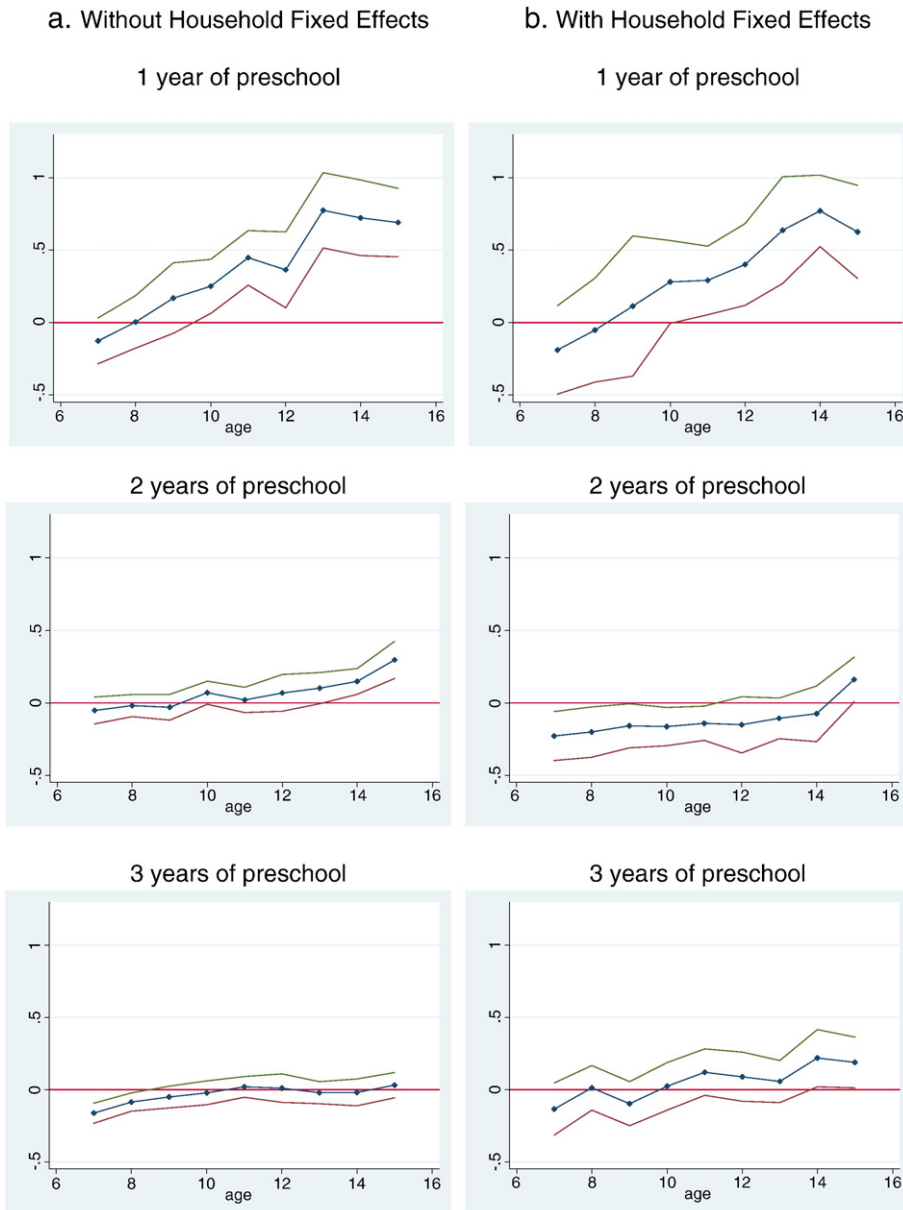 a. Without Household Fixed Effects
b. With Household Fixed Effects
1 year of preschool
1 year of preschool
1
.5
0
-.5
6 8 10 12 14 16
age
1
.5
0
-.5
6 8 10 12 14 16
age
2 years of preschool
2 years of preschool
1
.5
0
-.5
6 8 10 12 14 16
age
1
.5
0
-.5
6 8 10 12 14 16
age
3 years of preschool
3 years of preschool
1
.5
0
-.5
6 8 10 12 14 16
age
1
.5
0
-.5
6 8 10 12 14 16
age